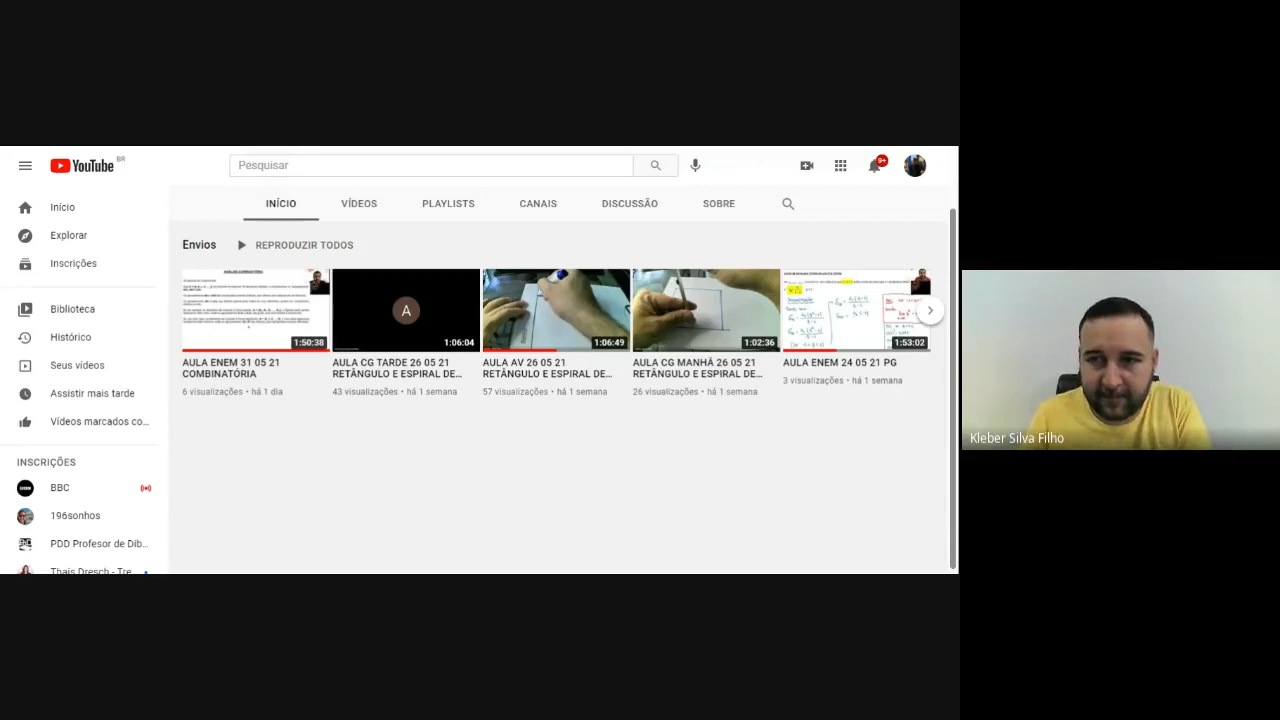 YouTube BR
Pesquisar
9+
Início
Explorar
Inscrições
Biblioteca
Histórico
Seus vídeos
Assistir mais tarde
Vídeos marcados co...
INSCRIÇÕES
BBC
196sonhos
PDD Profesor de Dib...
Thaís Dresch - Tre
INÍCIO
VÍDEOS
PLAYLISTS
CANAIS
DISCUSSÃO
SOBRE
Envios
REPRODUZIR TODOS
1:50:38
AULA ENEM 31 05 21
COMBINATÓRIA
6 visualizações • há 1 dia
A
1:06:04
AULA CG TARDE 26 05 21
RETÂNGULO E ESPIRAL DE...
43 visualizações • há 1 semana
1:06:49
AULA AV 26 05 21
RETÂNGULO E ESPIRAL DE...
57 visualizações • há 1 semana
1:02:36
AULA CG MANHÃ 26 05 21
RETÂNGULO E ESPIRAL DE...
26 visualizações • há 1 semana
1:53:02
AULA ENEM 24 05 21 PG
3 visualizações • há 1 semana
Kleber Silva Filho